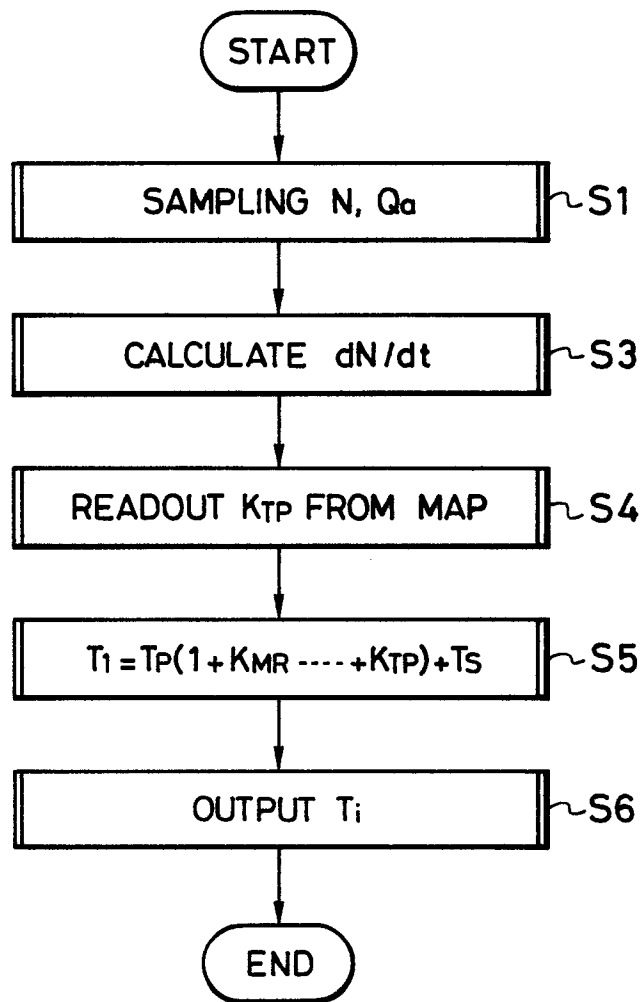 START
SAMPLING N, Qa
S1
CALCULATE dN/dt
S3
READOUT KTP FROM MAP
S4
T1=TP(1+KMR ---- +KTP)+TS
S5
OUTPUT Ti
S6
END